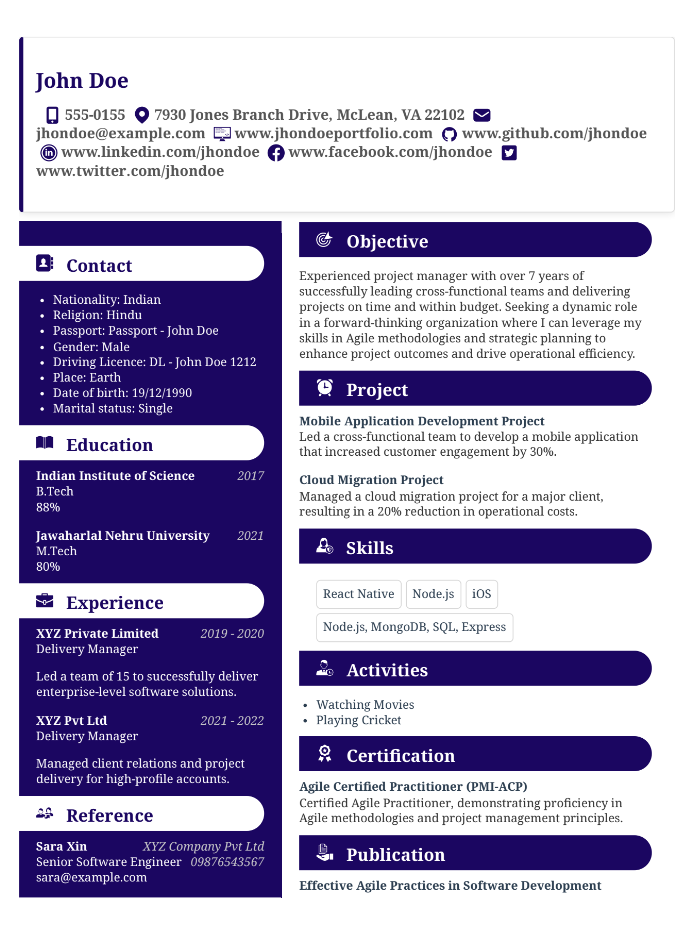 John Doe
555-0155 7930 Jones Branch Drive, McLean, VA 22102
jhondoe@example.com www.jhondoeportfolio.com www.github.com/jhondoe
www.linkedin.com/jhondoe www.facebook.com/jhondoe
www.twitter.com/jhondoe
Contact
• Nationality: Indian
• Religion: Hindu
• Passport: Passport - John Doe
• Gender: Male
• Driving Licence: DL - John Doe 1212
• Place: Earth
• Date of birth: 19/12/1990
• Marital status: Single
Education
Indian Institute of Science 2017
B.Tech
88%
Jawaharlal Nehru University 2021
M.Tech
80%
Experience
XYZ Private Limited 2019 - 2020
Delivery Manager
Led a team of 15 to successfully deliver
enterprise-level software solutions.
XYZ Pvt Ltd 2021 - 2022
Delivery Manager
Managed client relations and project
delivery for high-profile accounts.
Reference
Sara Xin XYZ Company Pvt Ltd
Senior Software Engineer 09876543567
sara@example.com
Objective
Experienced project manager with over 7 years of
successfully leading cross-functional teams and delivering
projects on time and within budget. Seeking a dynamic role
in a forward-thinking organization where I can leverage my
skills in Agile methodologies and strategic planning to
enhance project outcomes and drive operational efficiency.
Project
Mobile Application Development Project
Led a cross-functional team to develop a mobile application
that increased customer engagement by 30%.
Cloud Migration Project
Managed a cloud migration project for a major client,
resulting in a 20% reduction in operational costs.
Skills
React Native Node.js iOS
Node.js, MongoDB, SQL, Express
Activities
• Watching Movies
• Playing Cricket
Certification
Agile Certified Practitioner (PMI-ACP)
Certified Agile Practitioner, demonstrating proficiency in
Agile methodologies and project management principles.
Publication
Effective Agile Practices in Software Development